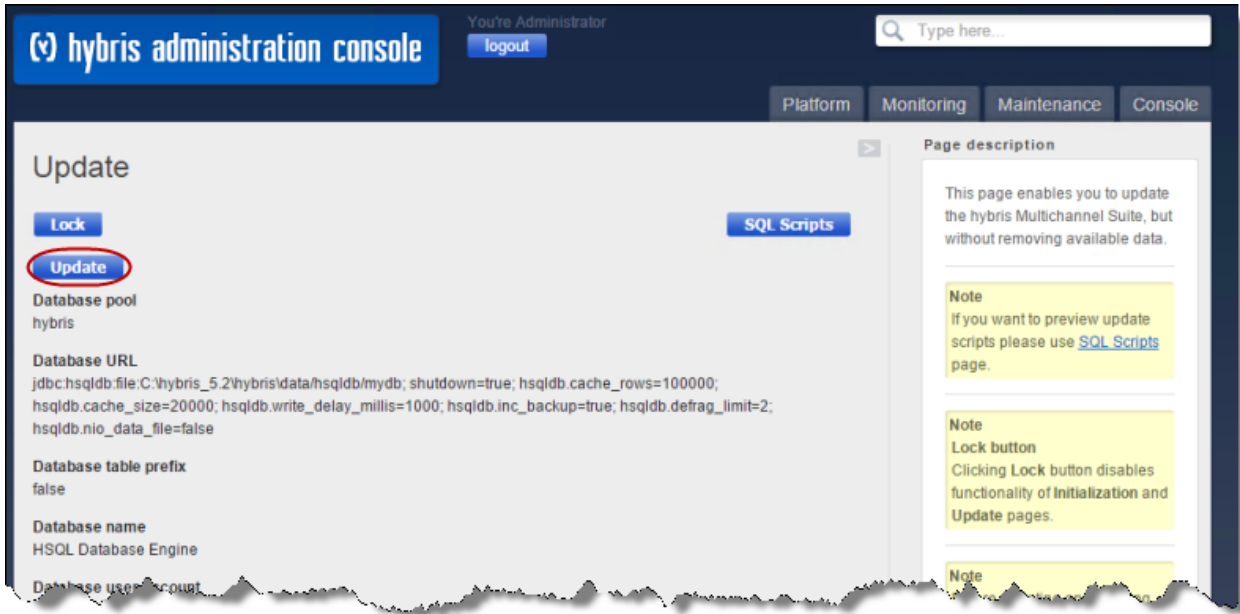 (y) hybris administration console
You're Administrator
logout
Type here...
Platform Monitoring Maintenance Console
Update
Lock
SQL Scripts
Update
Database pool
hybris
Database URL
jdbc:hsqldb:file:C:\hybris_5.2\hybris\data/hsqldb/mydb; shutdown=true; hsqldb.cache_rows=100000;
hsqldb.cache_size=20000; hsqldb.write_delay_millis=1000; hsqldb.inc_backup=true; hsqldb.defrag_limit=2;
hsqldb.nio_data_file=false
Database table prefix
false
Database name
HSQL Database Engine
Database user account
>
Page description
This page enables you to update
the hybris Multichannel Suite, but
without removing available data.
Note
If you want to preview update
scripts please use SQL Scripts
page.
Note
Lock button
Clicking Lock button disables
functionality of Initialization and
Update pages.
Note